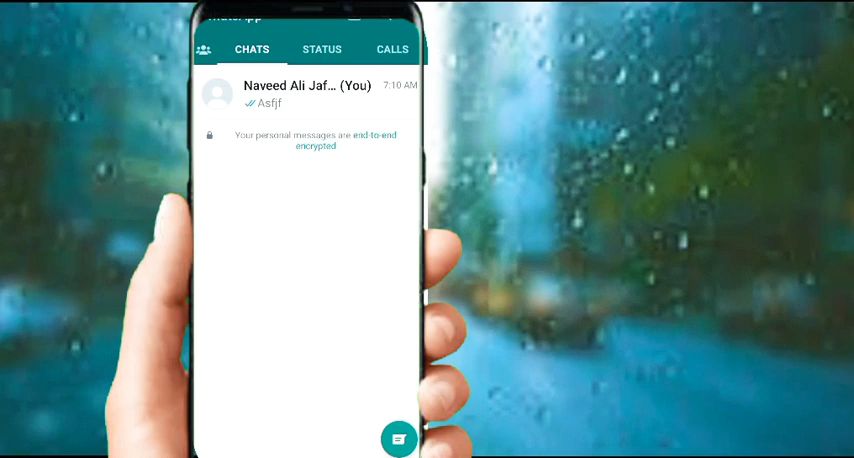 CHATS STATUS CALLS
Naveed Ali Jaf... (You) 7:10 AM
Asfjf
Your personal messages are end-to-end
encrypted